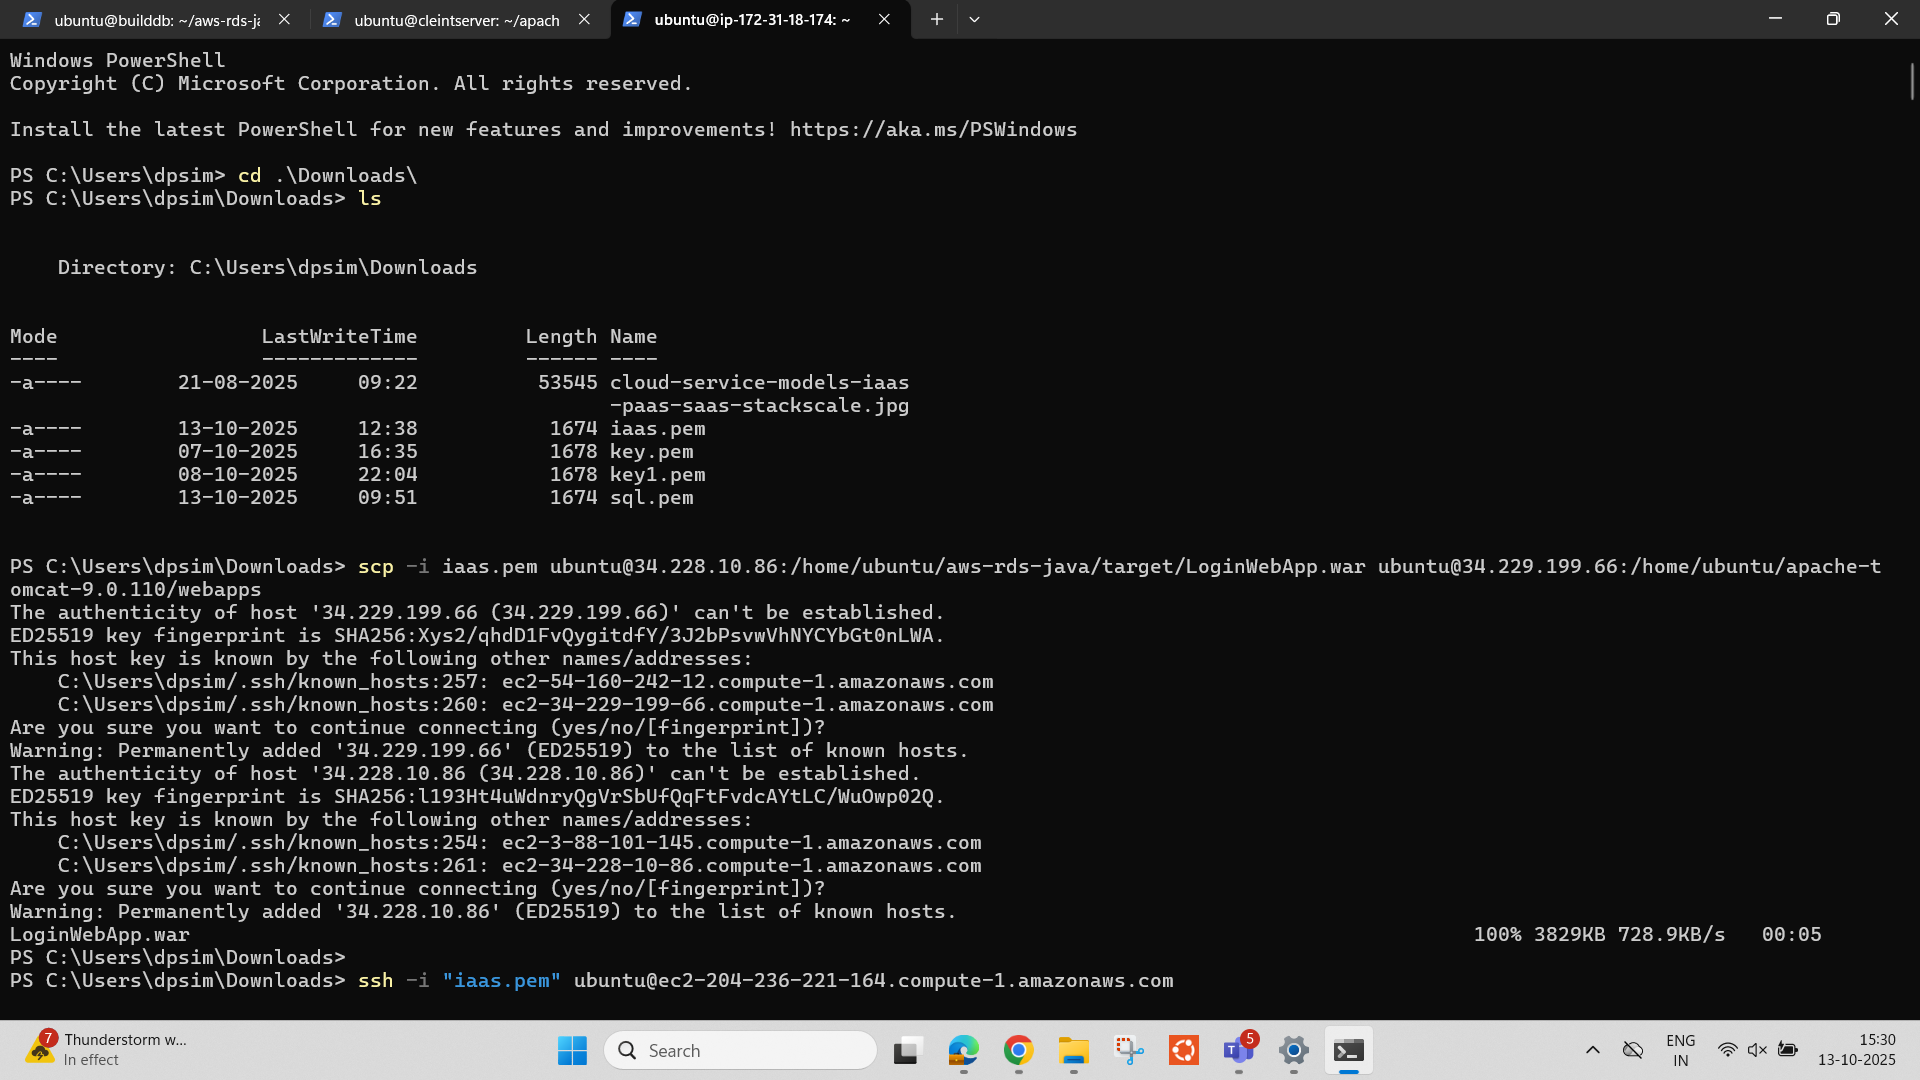 ubuntu@builddb: ~/aws-rds-ja
ubuntu@cleintserver: ~/apach
ubuntu@ip-172-31-18-174: ~
Windows PowerShell
Copyright (C) Microsoft Corporation. All rights reserved.
Install the latest PowerShell for new features and improvements! https://aka.ms/PSWindows
PS C:\Users\dpsim> cd .\Downloads\
PS C:\Users\dpsim\Downloads> ls
Directory: C:\Users\dpsim\Downloads
Mode LastWriteTime Length Name
---- ------------- ------ ----
-a---- 21-08-2025 09:22 53545 cloud-service-models-iaas
-paas-saas-stackscale.jpg
-a---- 13-10-2025 12:38 1674 iaas.pem
-a---- 07-10-2025 16:35 1678 key.pem
-a---- 08-10-2025 22:04 1678 key1.pem
-a---- 13-10-2025 09:51 1674 sql.pem
PS C:\Users\dpsim\Downloads> scp -i iaas.pem ubuntu@34.228.10.86:/home/ubuntu/aws-rds-java/target/LoginWebApp.war ubuntu@34.229.199.66:/home/ubuntu/apache-t
omcat-9.0.110/webapps
The authenticity of host '34.229.199.66 (34.229.199.66)' can't be established.
ED25519 key fingerprint is SHA256:Xys2/qhdD1FvQygitdfY/3J2bPsvwVhNYCYbGt0nLWA.
This host key is known by the following other names/addresses:
C:\Users\dpsim/.ssh/known_hosts:257: ec2-54-160-242-12.compute-1.amazonaws.com
C:\Users\dpsim/.ssh/known_hosts:260: ec2-34-229-199-66.compute-1.amazonaws.com
Are you sure you want to continue connecting (yes/no/[fingerprint])?
Warning: Permanently added '34.229.199.66' (ED25519) to the list of known hosts.
The authenticity of host '34.228.10.86 (34.228.10.86)' can't be established.
ED25519 key fingerprint is SHA256:l193Ht4uWdnryQgVrSbUfQqFtFvdcAYtLC/WuOwp02Q.
This host key is known by the following other names/addresses:
C:\Users\dpsim/.ssh/known_hosts:254: ec2-3-88-101-145.compute-1.amazonaws.com
C:\Users\dpsim/.ssh/known_hosts:261: ec2-34-228-10-86.compute-1.amazonaws.com
Are you sure you want to continue connecting (yes/no/[fingerprint])?
Warning: Permanently added '34.228.10.86' (ED25519) to the list of known hosts.
LoginWebApp.war 100% 3829KB 728.9KB/s 00:05
PS C:\Users\dpsim\Downloads>
PS C:\Users\dpsim\Downloads> ssh -i "iaas.pem" ubuntu@ec2-204-236-221-164.compute-1.amazonaws.com
7
Thunderstorm w...
In effect
Search
5
ENG
IN
15:30
13-10-2025